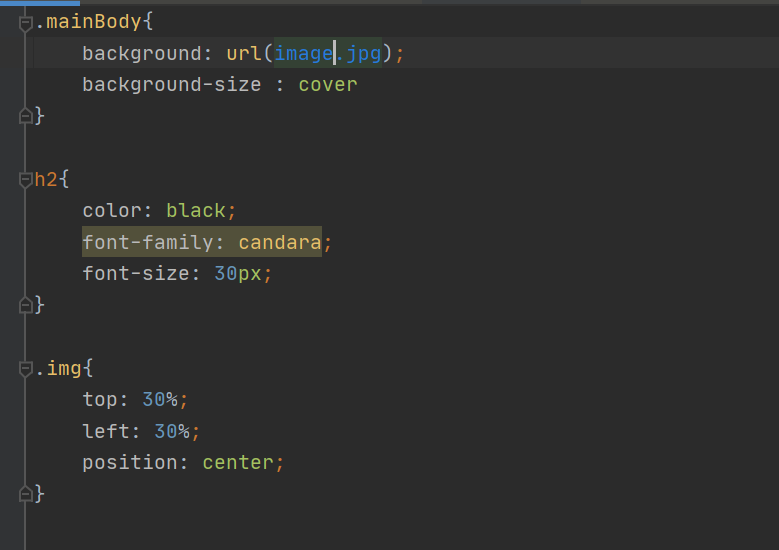 .mainBody{
    background: url(image.jpg);
    background-size : cover
}
h2{
    color: black;
    font-family: candara;
    font-size: 30px;
}
.img{
    top: 30%;
    left: 30%;
    position: center;
}